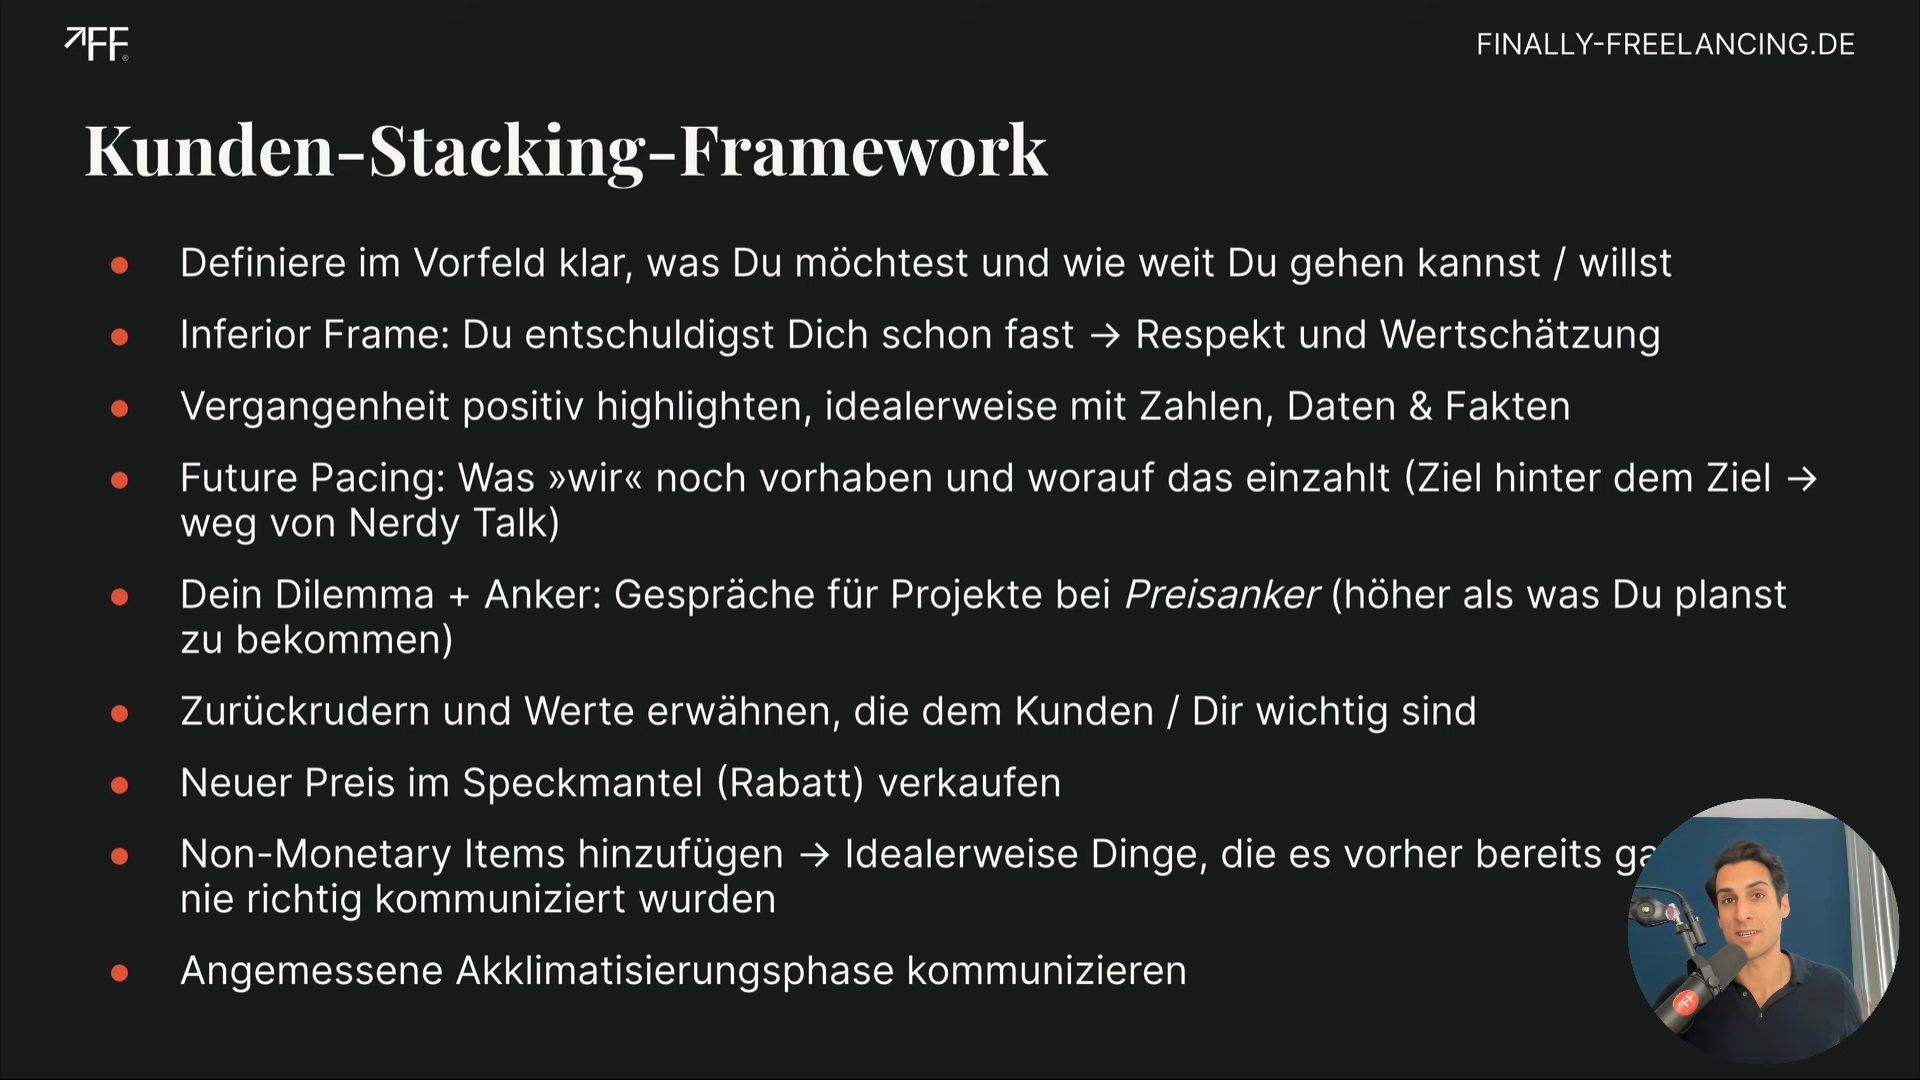 FF
FINALLY-FREELANCING.DE
Kunden-Stacking-Framework
• Definiere im Vorfeld klar, was Du möchtest und wie weit Du gehen kannst / willst
• Inferior Frame: Du entschuldigst Dich schon fast → Respekt und Wertschätzung
• Vergangenheit positiv highlighten, idealerweise mit Zahlen, Daten & Fakten
• Future Pacing: Was »wir« noch vorhaben und worauf das einzahlt (Ziel hinter dem Ziel →
weg von Nerdy Talk)
• Dein Dilemma + Anker: Gespräche für Projekte bei Preisanker (höher als was Du planst
zu bekommen)
• Zurückrudern und Werte erwähnen, die dem Kunden / Dir wichtig sind
• Neuer Preis im Speckmantel (Rabatt) verkaufen
• Non-Monetary Items hinzufügen → Idealerweise Dinge, die es vorher bereits
nie richtig kommuniziert wurden
• Angemessene Akklimatisierungsphase kommunizieren
FF